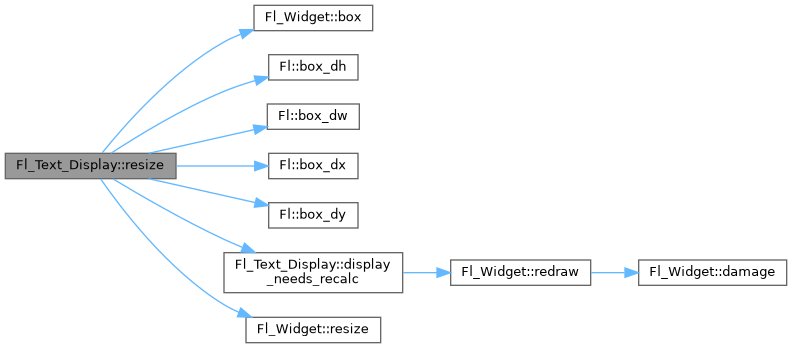 Fl_Widget::box
Fl::box_dh
Fl::box_dw
Fl_Text_Display::resize
Fl::box_dx
Fl::box_dy
Fl_Text_Display::display
_needs_recalc
Fl_Widget::redraw
Fl_Widget::damage
Fl_Widget::resize